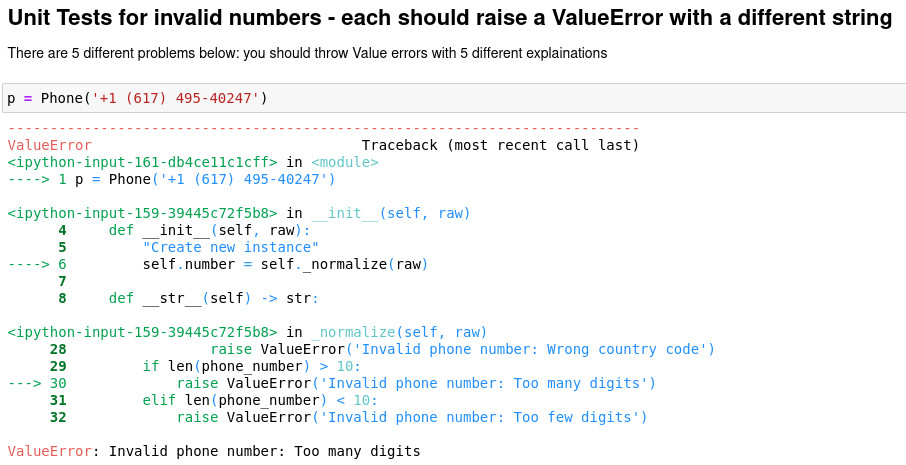 Unit Tests for invalid numbers - each should raise a ValueError with a different string
There are 5 different problems below: you should throw Value errors with 5 different explainations
p = Phone('+1 (617) 495-40247')
---------------------------------------------------------------------------
ValueError                                Traceback (most recent call last)
<ipython-input-161-db4ce11c1cff> in <module>
----> 1 p = Phone('+1 (617) 495-40247')
<ipython-input-159-39445c72f5b8> in __init__(self, raw)
      4     def __init__(self, raw):
      5         "Create new instance"
----> 6         self.number = self._normalize(raw)
      7
      8     def __str__(self) -> str:
<ipython-input-159-39445c72f5b8> in _normalize(self, raw)
     28                 raise ValueError('Invalid phone number: Wrong country code')
     29         if len(phone_number) > 10:
---> 30             raise ValueError('Invalid phone number: Too many digits')
     31         elif len(phone_number) < 10:
     32             raise ValueError('Invalid phone number: Too few digits')
ValueError: Invalid phone number: Too many digits